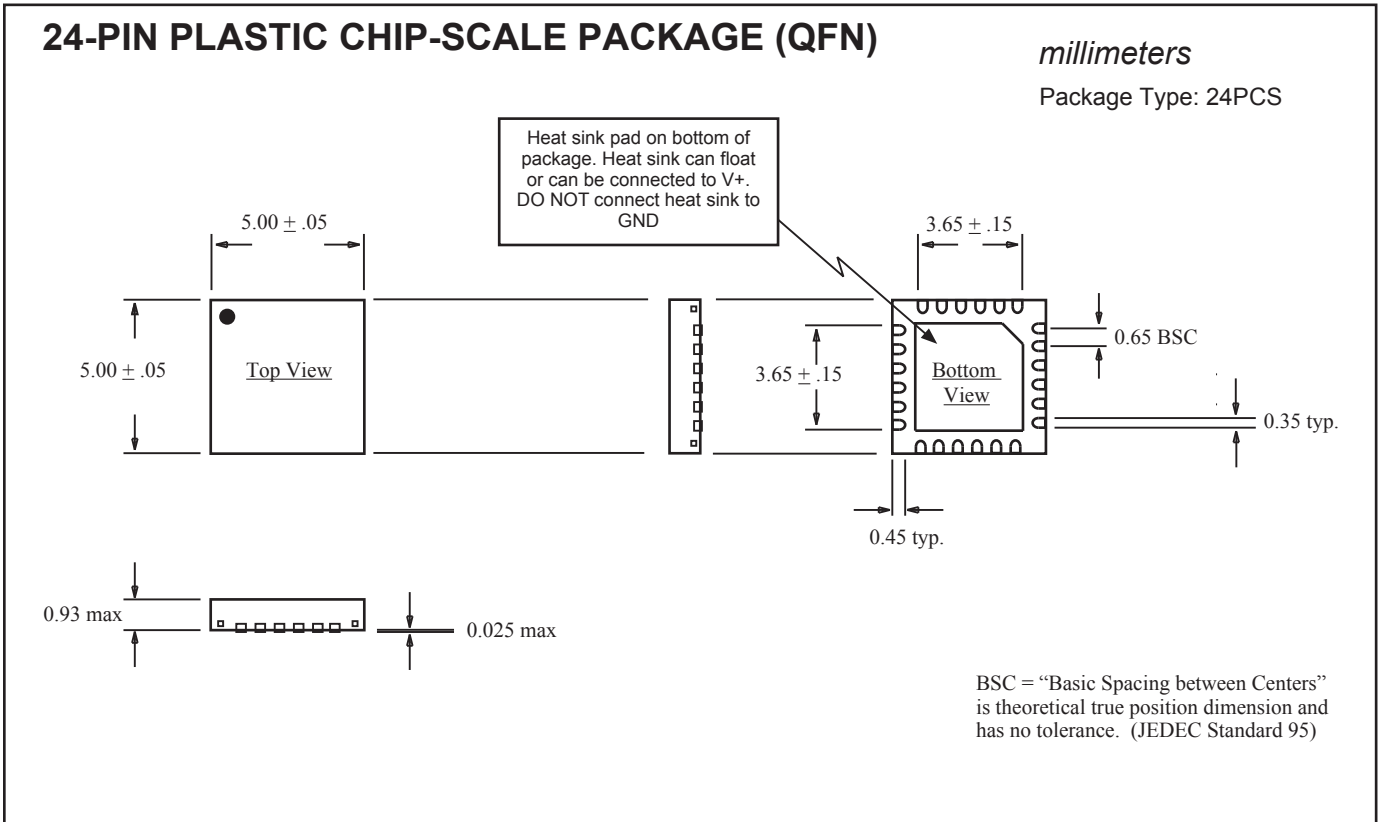 24-PIN PLASTIC CHIP-SCALE PACKAGE (QFN)
millimeters
Package Type: 24PCS
Heat sink pad on bottom of
package. Heat sink can float
or can be connected to V+.
DO NOT connect heat sink to
GND
5.00 ± .05
3.65 ± .15
5.00 ± .05
Top View
3.65 ± .15
Bottom
View
0.65 BSC
0.35 typ.
0.45 typ.
0.93 max
0.025 max
BSC = “Basic Spacing between Centers”
is theoretical true position dimension and
has no tolerance. (JEDEC Standard 95)